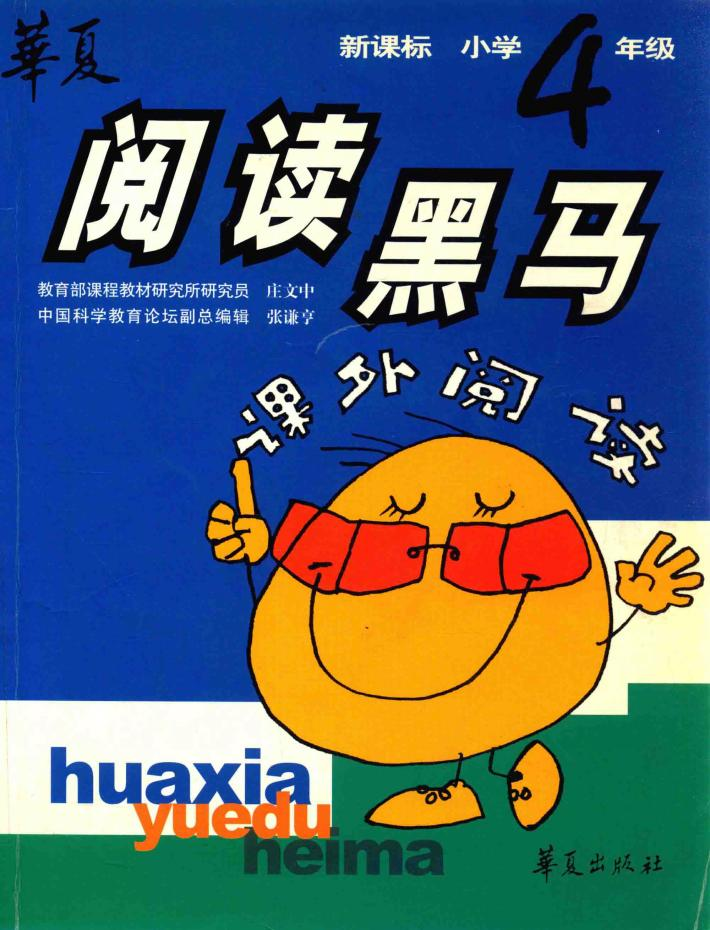 華夏
新课标 小学4年级
阅读黑马
教育部课程教材研究所研究员 庄文中
中国科学教育论坛副总编辑 张谦亨
课外阅读
huaxia
yuedu
heima
華夏出版社